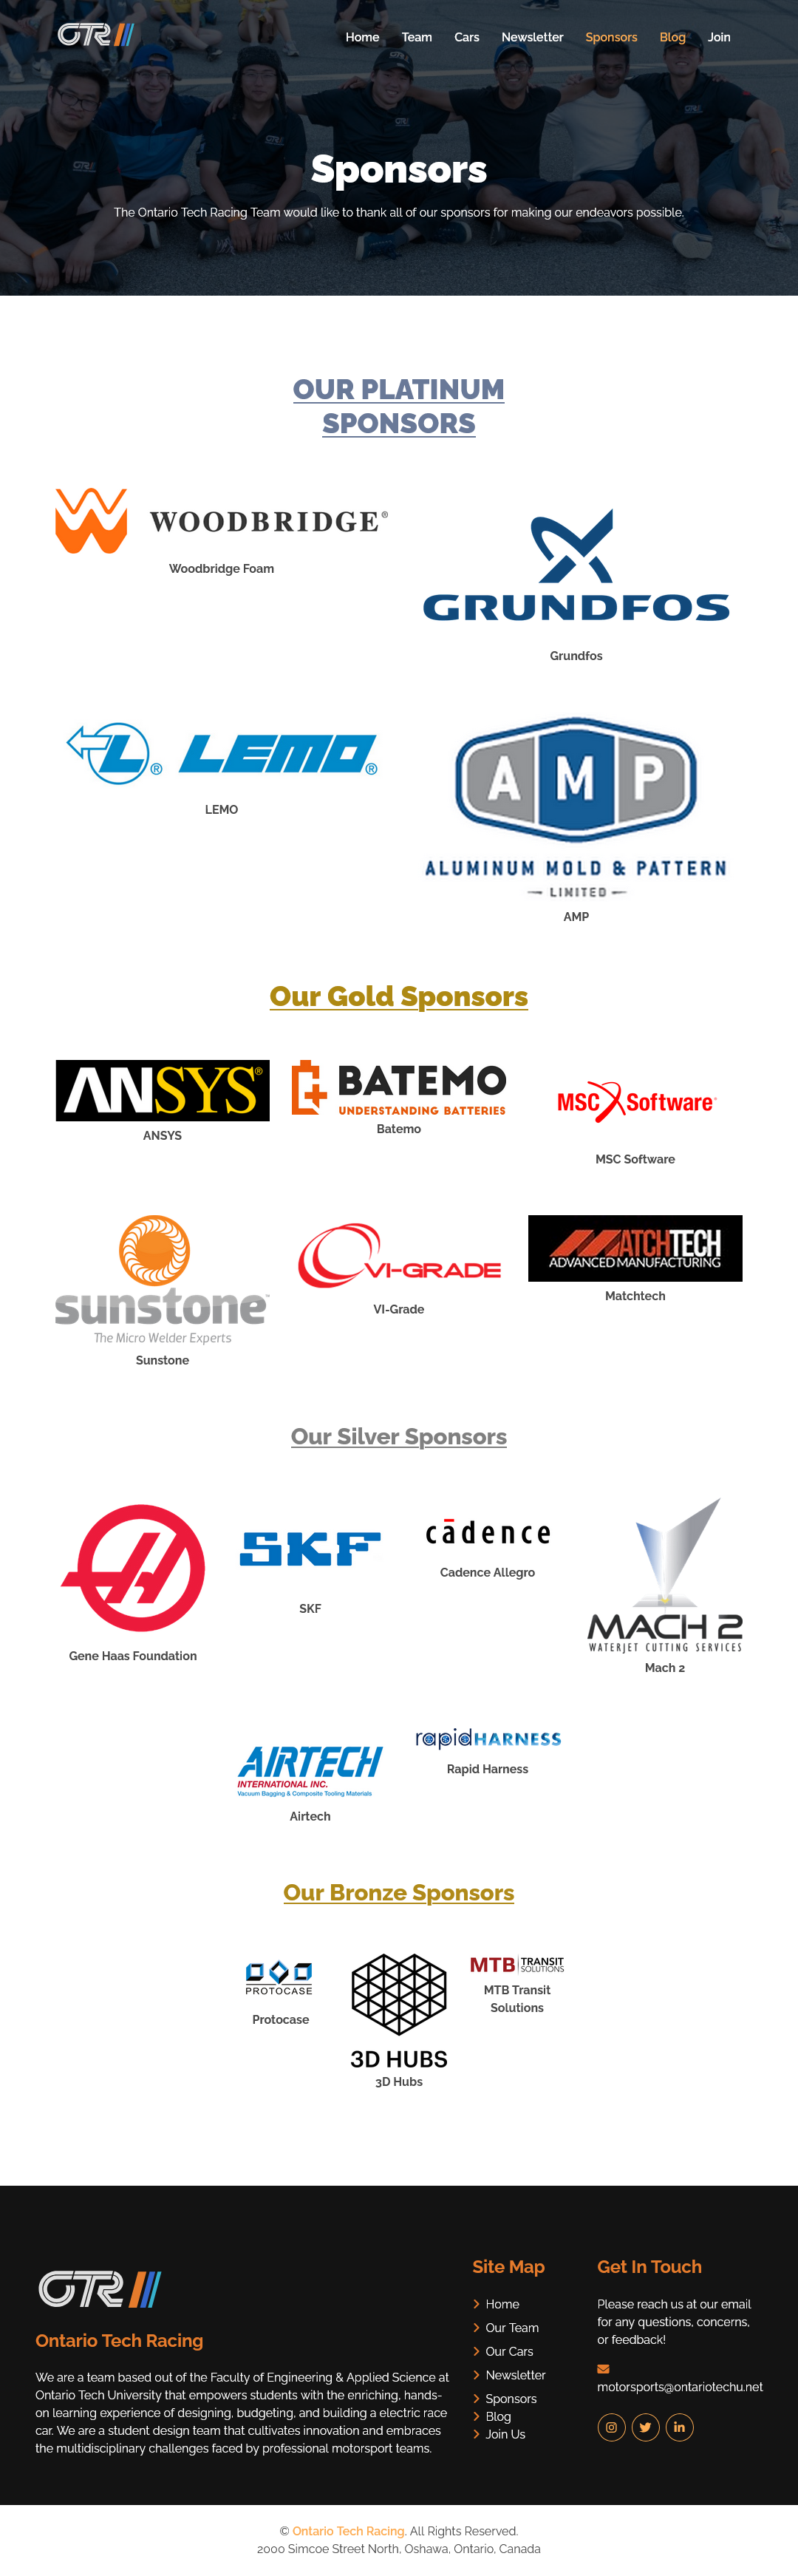 OTR
Home Team Cars Newsletter Sponsors Blog Join
OTR
OTR
OTR
OTR
Sponsors
The Ontario Tech Racing Team would like to thank all of our sponsors for making our endeavors possible.
OUR PLATINUM
SPONSORS
WOODBRIDGE®
Woodbridge Foam
GRUNDFOS
Grundfos
L® LEMO®
LEMO
AMP
ALUMINUM MOLD & PATTERN
LIMITED
AMP
Our Gold Sponsors
ANSYS®
ANSYS
BATEMO
UNDERSTANDING BATTERIES
Batemo
MSC Software
MSC Software
sunstone™
The Micro Welder Experts
Sunstone
VI-GRADE
VI-Grade
MATCHTECH
ADVANCED MANUFACTURING
Matchtech
Our Silver Sponsors
H
Gene Haas Foundation
SKF
SKF
cādence
Cadence Allegro
MACH 2
WATERJET CUTTING SERVICES
Mach 2
AIRTECH
INTERNATIONAL INC.
Vacuum Bagging & Composite Tooling Materials
Airtech
rapidHARNESS
Rapid Harness
Our Bronze Sponsors
PROTOCASE
Protocase
3D HUBS
3D Hubs
MTB TRANSIT
SOLUTIONS
MTB Transit
Solutions
OTR
Ontario Tech Racing
We are a team based out of the Faculty of Engineering & Applied Science at
Ontario Tech University that empowers students with the enriching, hands-
on learning experience of designing, budgeting, and building a electric race
car. We are a student design team that cultivates innovation and embraces
the multidisciplinary challenges faced by professional motorsport teams.
Site Map
Home
Our Team
Our Cars
Newsletter
Sponsors
Blog
Join Us
Get In Touch
Please reach us at our email
for any questions, concerns,
or feedback!
motorsports@ontariotechu.net
in
© Ontario Tech Racing. All Rights Reserved.
2000 Simcoe Street North, Oshawa, Ontario, Canada